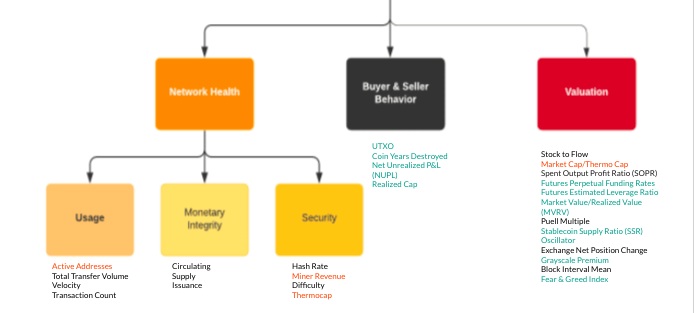 Network Health
Buyer & Seller
Behavior
Valuation
UTXO
Coin Years Destroyed
Net Unrealized P&L
(NUPL)
Realized Cap
Stock to Flow
Market Cap/Thermo Cap
Spent Output Profit Ratio (SOPR)
Futures Perpetual Funding Rates
Futures Estimated Leverage Ratio
Market Value/Realized Value
(MVRV)
Puell Multiple
Stablecoin Supply Ratio (SSR)
Oscillator
Exchange Net Position Change
Grayscale Premium
Block Interval Mean
Fear & Greed Index
Usage
Monetary
Integrity
Security
Active Addresses
Total Transfer Volume
Velocity
Transaction Count
Circulating
Supply
Issuance
Hash Rate
Miner Revenue
Difficulty
Thermocap